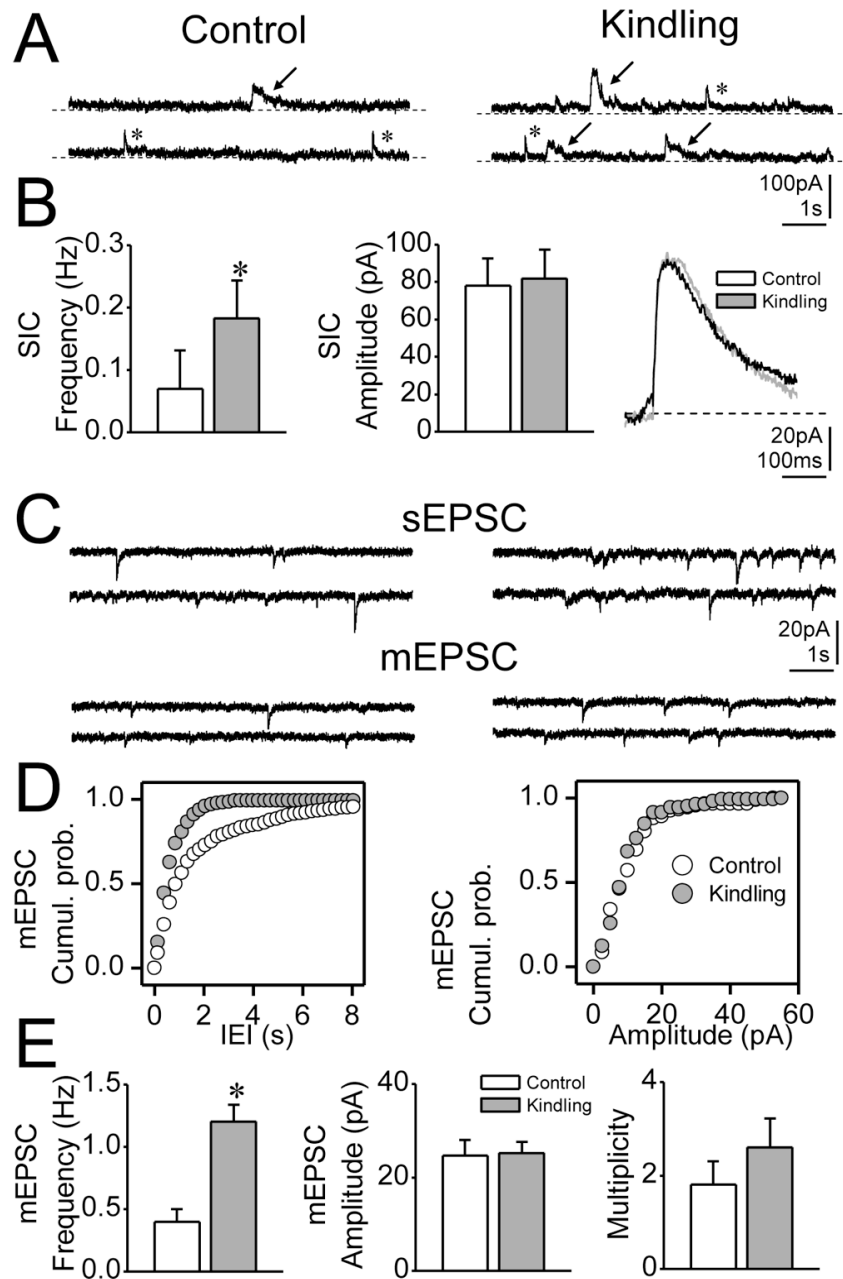 A
Control
Kindling
*
*
*
*
100pA
1s
B
SIC
Frequency (Hz)
0.3
0.2
0.1
0.0
*
SIC
Amplitude (pA)
100
80
60
40
20
0
Control
Kindling
20pA
100ms
C
sEPSC
20pA
1s
mEPSC
D
mEPSC
Cumul. prob.
1.0
0.5
0.0
0 2 4 6 8
IEI (s)
mEPSC
Cumul. prob.
1.0
0.5
0.0
Control
Kindling
0 20 40 60
Amplitude (pA)
E
mEPSC
Frequency (Hz)
1.5
1.0
0.5
0.0
*
mEPSC
Amplitude (pA)
40
20
0
Control
Kindling
Multiplicity
4
2
0